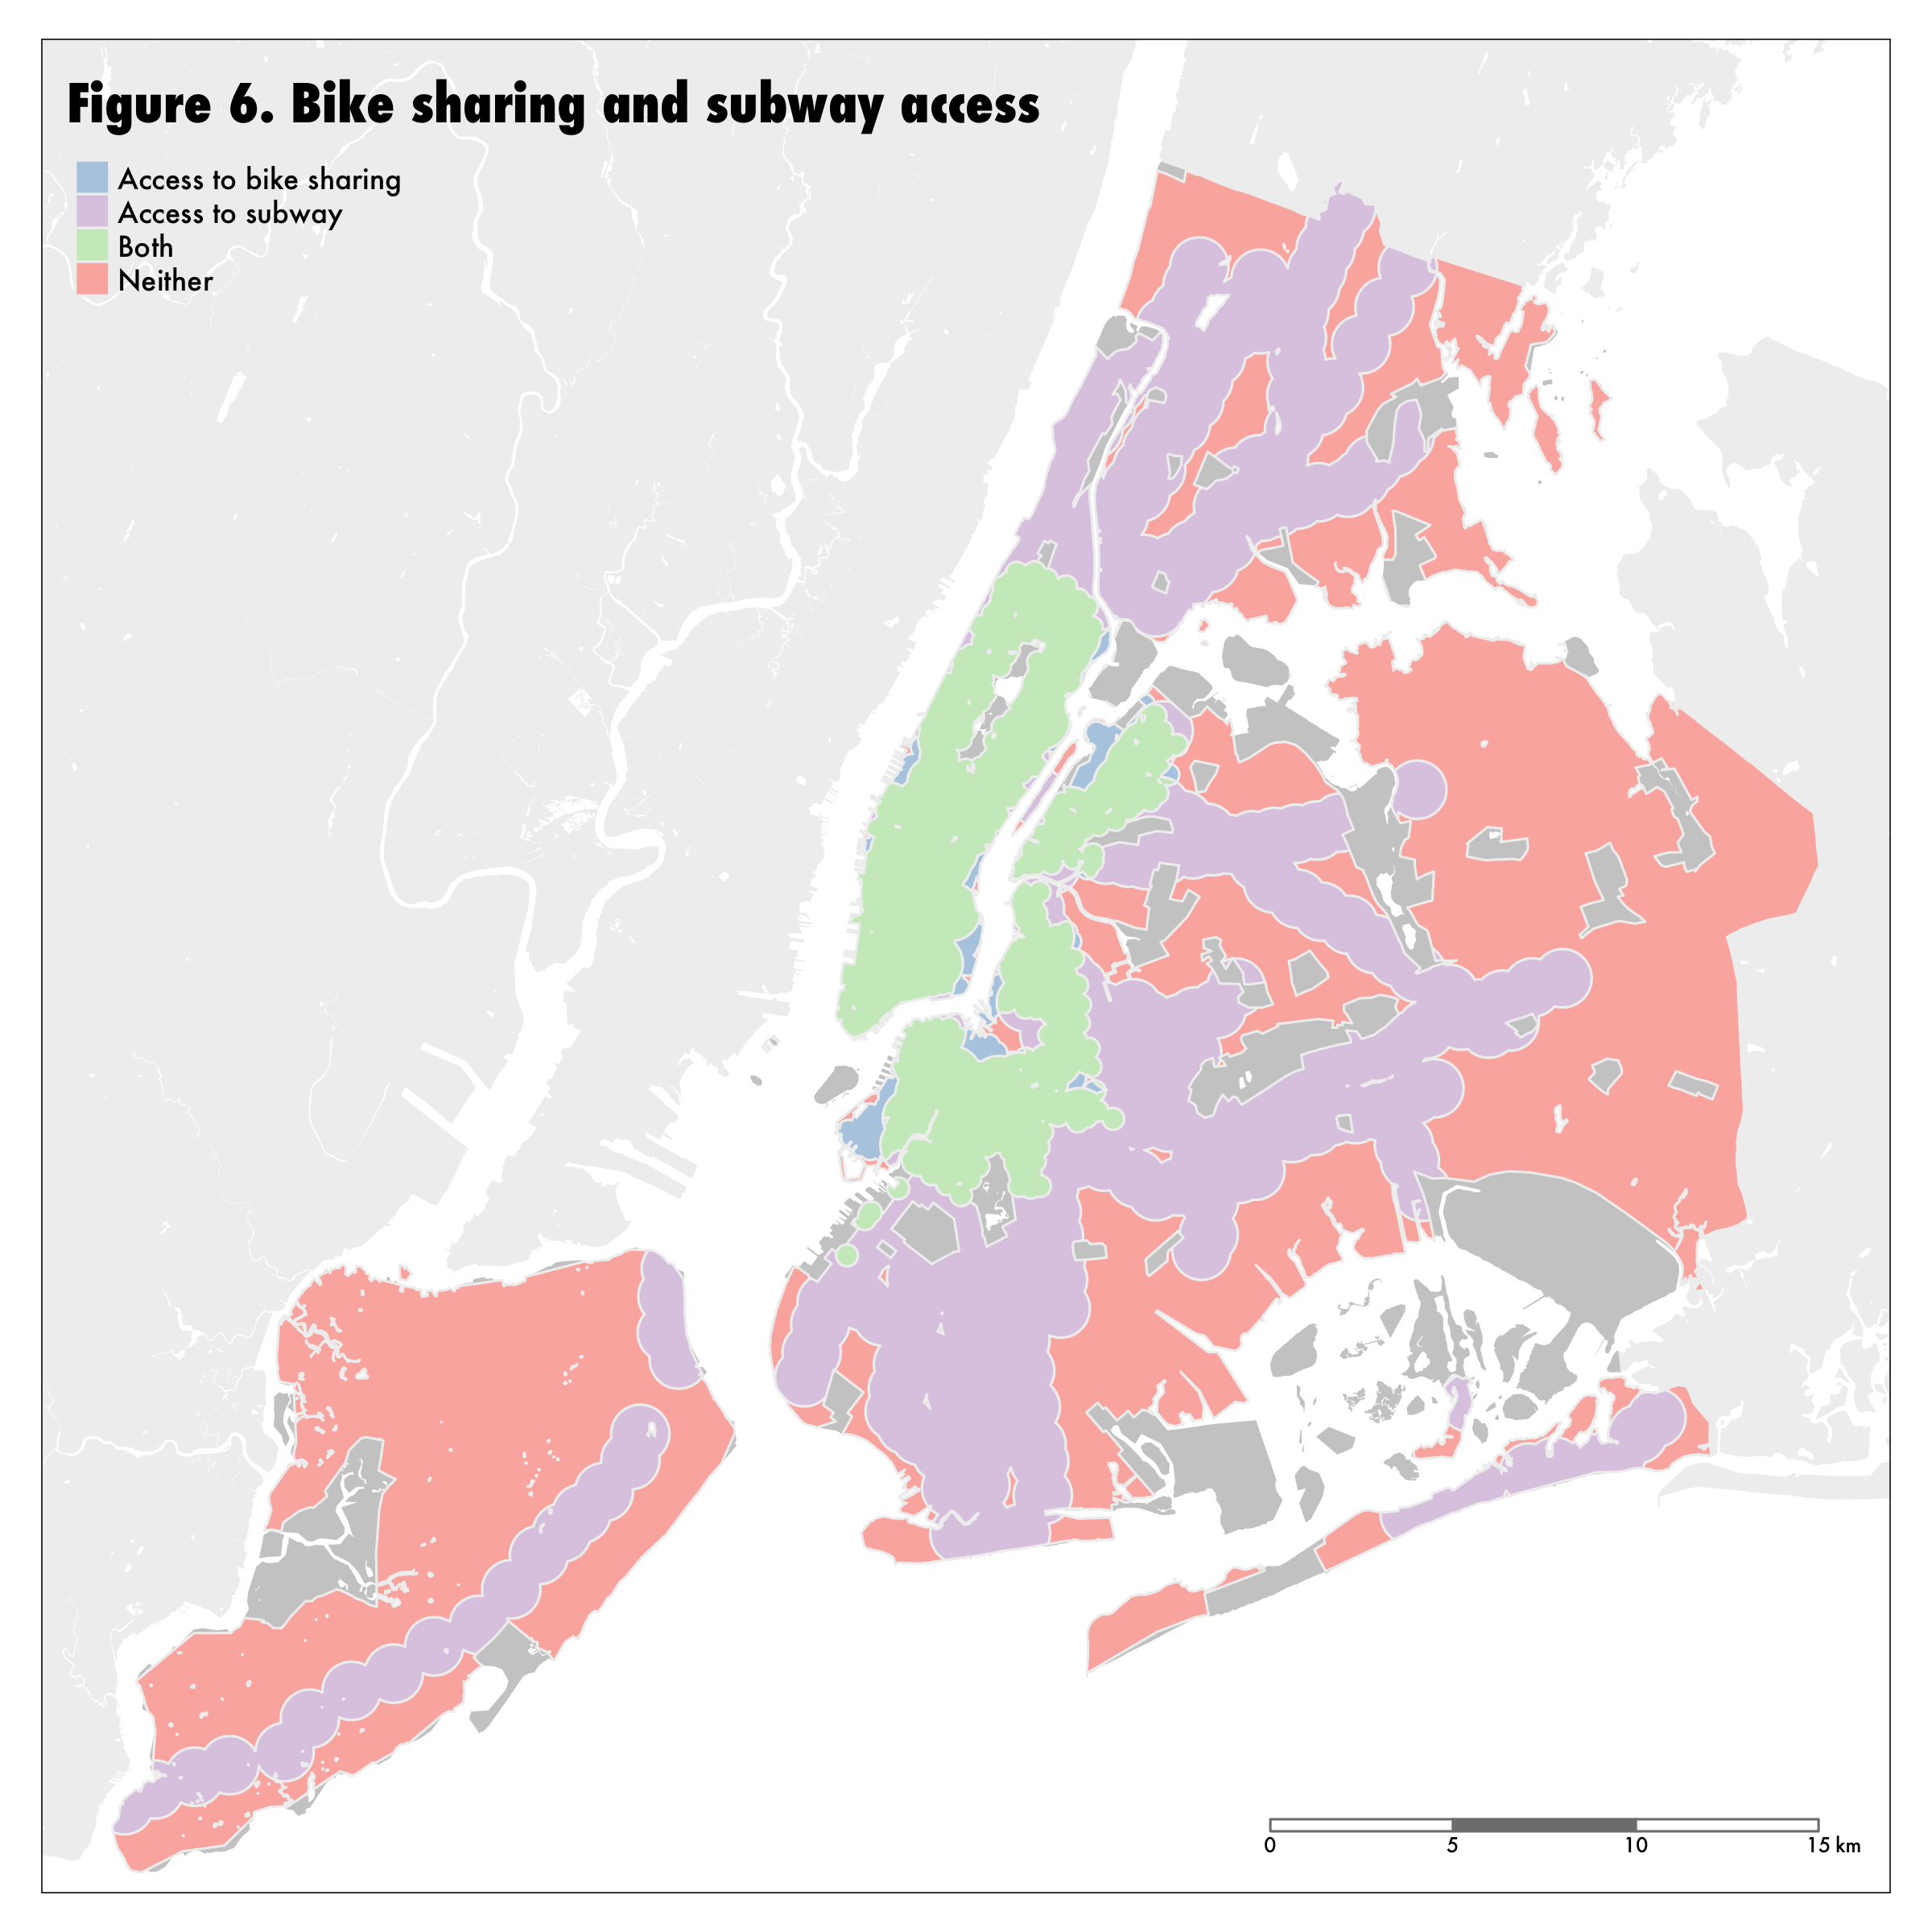 Figure 6. Bike sharing and subway access
Access to bike sharing
Access to subway
Both
Neither
0 5 10 15 km